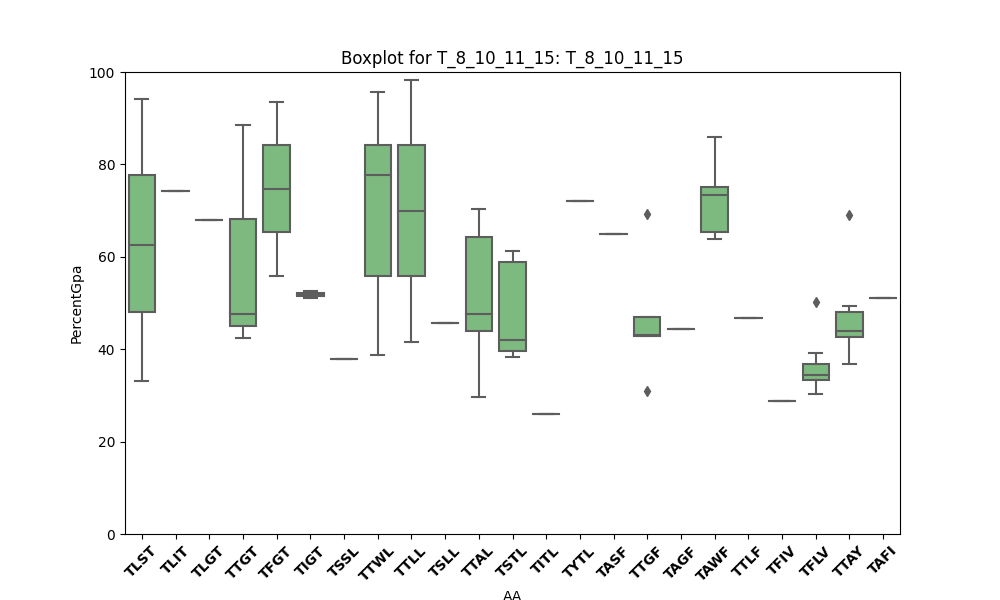 Boxplot for T_8_10_11_15: T_8_10_11_15
100
80
60
40
20
0
PercentGpa
TLST TLIT TLGT TTGT TFGT TIGT TSSL TTWL TTLL TSLL TTAL TSTL TITL TYTL TASF TTGF TAGF TAWF TTLF TFIV TFLV TTAY TAFI
AA